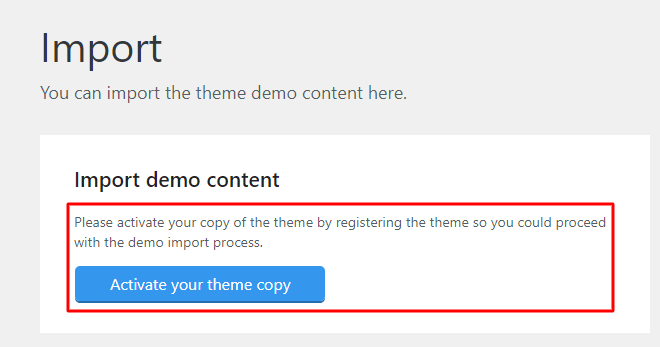 Import
You can import the theme demo content here.
Import demo content
Please activate your copy of the theme by registering the theme so you could proceed
with the demo import process.
Activate your theme copy